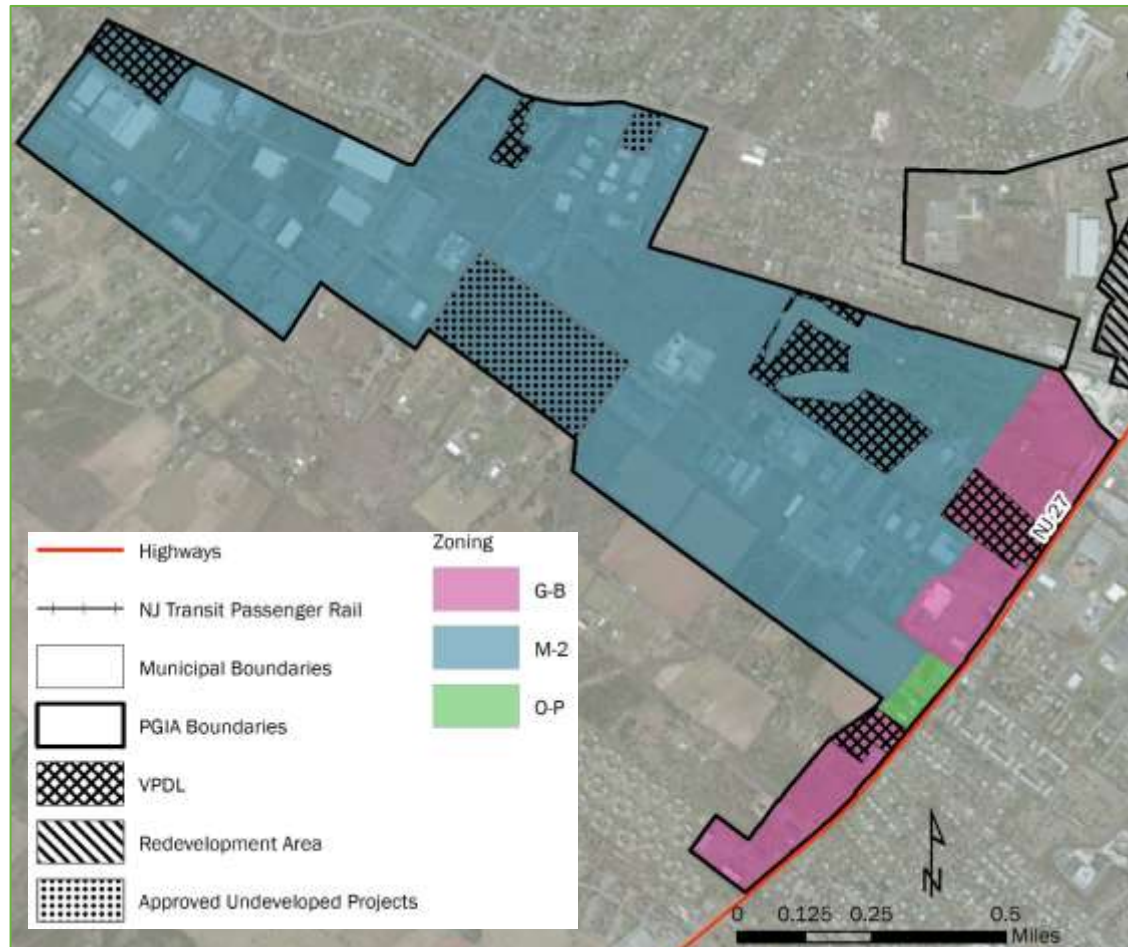 NJ-27
Highways
NJ Transit Passenger Rail
Municipal Boundaries
PGIA Boundaries
VPDL
Redevelopment Area
Approved Undeveloped Projects
Zoning
G-B
M-2
O-P
N
0 0.125 0.25 0.5
Miles